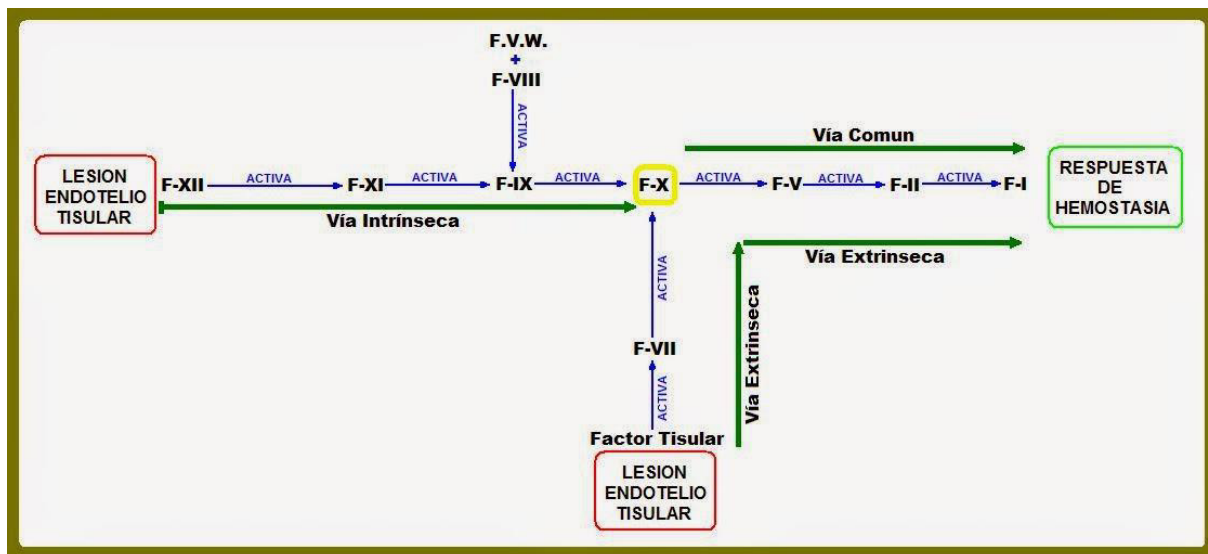 F.V.W.
+
F-VIII
ACTIVA
Vía Comun
LESION
ENDOTELIO
TISULAR
F-XII ACTIVA F-XI ACTIVA F-IX ACTIVA F-X ACTIVA F-V ACTIVA F-II ACTIVA F-I
RESPUESTA
DE
HEMOSTASIA
Vía Intrínseca
Vía Extrinseca
ACTIVA
F-VII
Vía Extrinseca
ACTIVA
Factor Tisular
LESION
ENDOTELIO
TISULAR